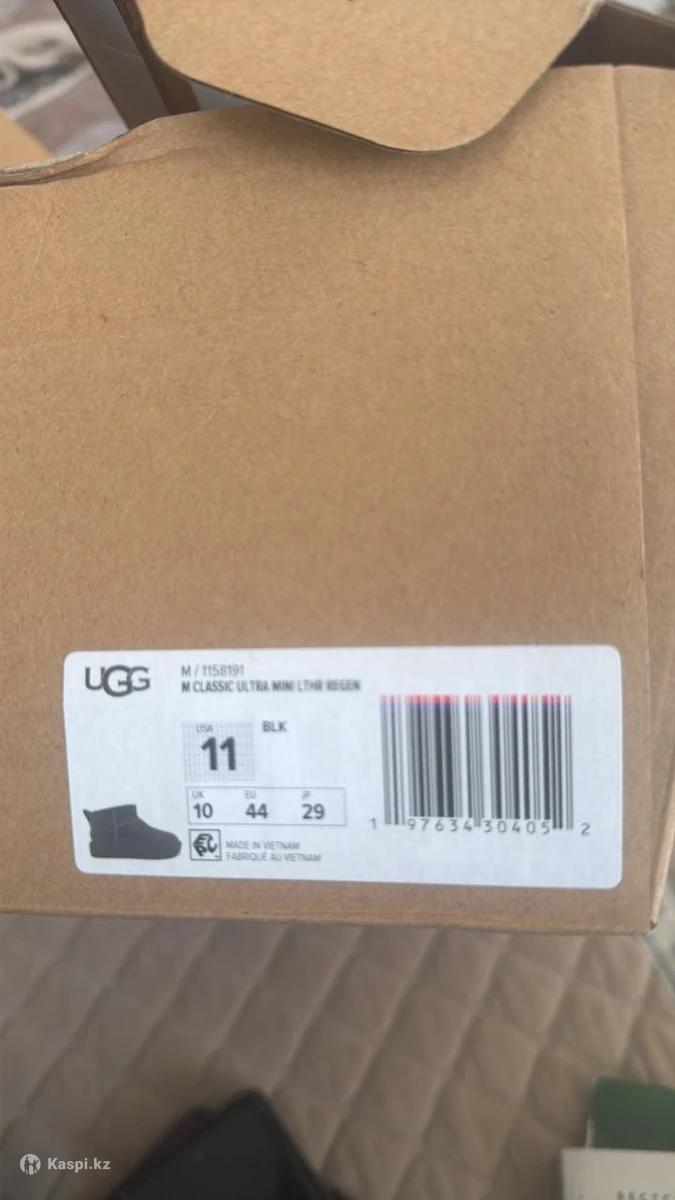 UGG
M / 1158191
M CLASSIC ULTRA MINI LTHR REGEN
USA
11
BLK
UK 10
EU 44
JP 29
EAC
MADE IN VIETNAM
FABRIQUÉ AU VIETNAM
1 97634 30405 2
Kaspi.kz